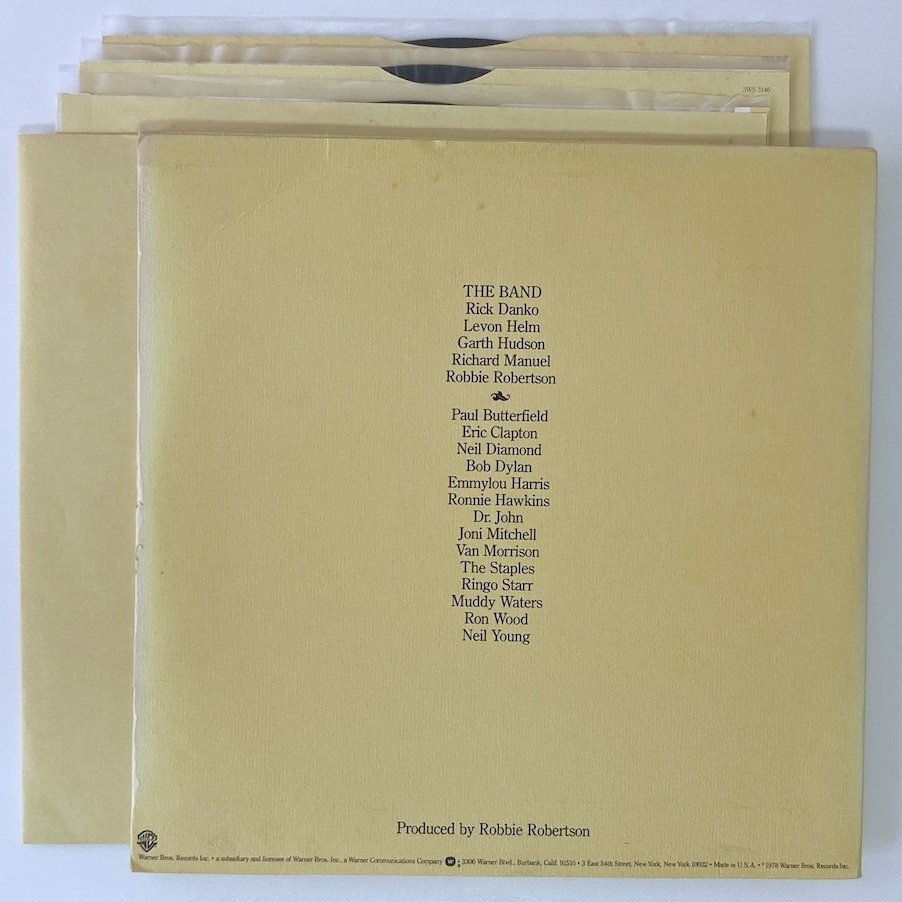 3WS 3146
THE BAND
Rick Danko
Levon Helm
Garth Hudson
Richard Manuel
Robbie Robertson
Paul Butterfield
Eric Clapton
Neil Diamond
Bob Dylan
Emmylou Harris
Ronnie Hawkins
Dr. John
Joni Mitchell
Van Morrison
The Staples
Ringo Starr
Muddy Waters
Ron Wood
Neil Young
Produced by Robbie Robertson
Warner Bros. Records Inc. • a subsidiary and licensee of Warner Bros. Inc., a Warner Communications Company W • 3300 Warner Blvd., Burbank, Calif. 91510 • 3 East 54th Street, New York, New York 10022 • Made in U.S.A. • ℗1978 Warner Bros. Records Inc.